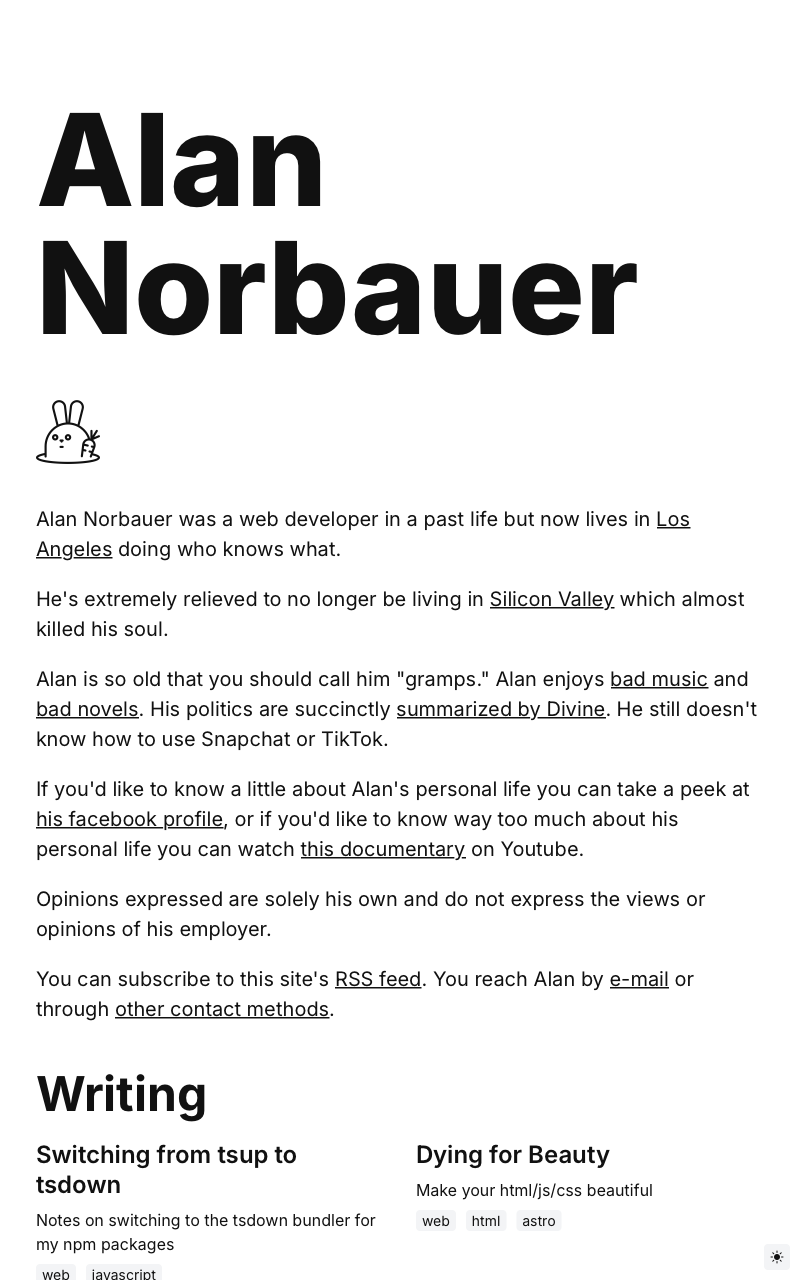 Alan
Norbauer
Alan Norbauer was a web developer in a past life but now lives in Los
Angeles doing who knows what.
He's extremely relieved to no longer be living in Silicon Valley which almost
killed his soul.
Alan is so old that you should call him "gramps." Alan enjoys bad music and
bad novels. His politics are succinctly summarized by Divine. He still doesn't
know how to use Snapchat or TikTok.
If you'd like to know a little about Alan's personal life you can take a peek at
his facebook profile, or if you'd like to know way too much about his
personal life you can watch this documentary on Youtube.
Opinions expressed are solely his own and do not express the views or
opinions of his employer.
You can subscribe to this site's RSS feed. You reach Alan by e-mail or
through other contact methods.
Writing
Switching from tsup to
tsdown
Notes on switching to the tsdown bundler for
my npm packages
web javascript
Dying for Beauty
Make your html/js/css beautiful
web html astro